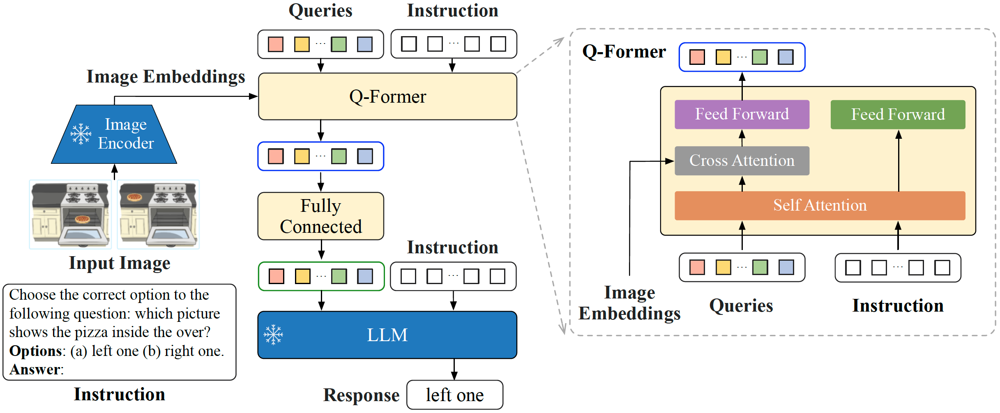 Queries
Instruction
Image Embeddings
Q-Former
Image
Encoder
Input Image
Choose the correct option to the
following question: which picture
shows the pizza inside the over?
Options: (a) left one (b) right one.
Answer:
Instruction
Fully
Connected
Instruction
LLM
Response
left one
Q-Former
Feed Forward
Feed Forward
Cross Attention
Self Attention
Image
Embeddings
Queries
Instruction